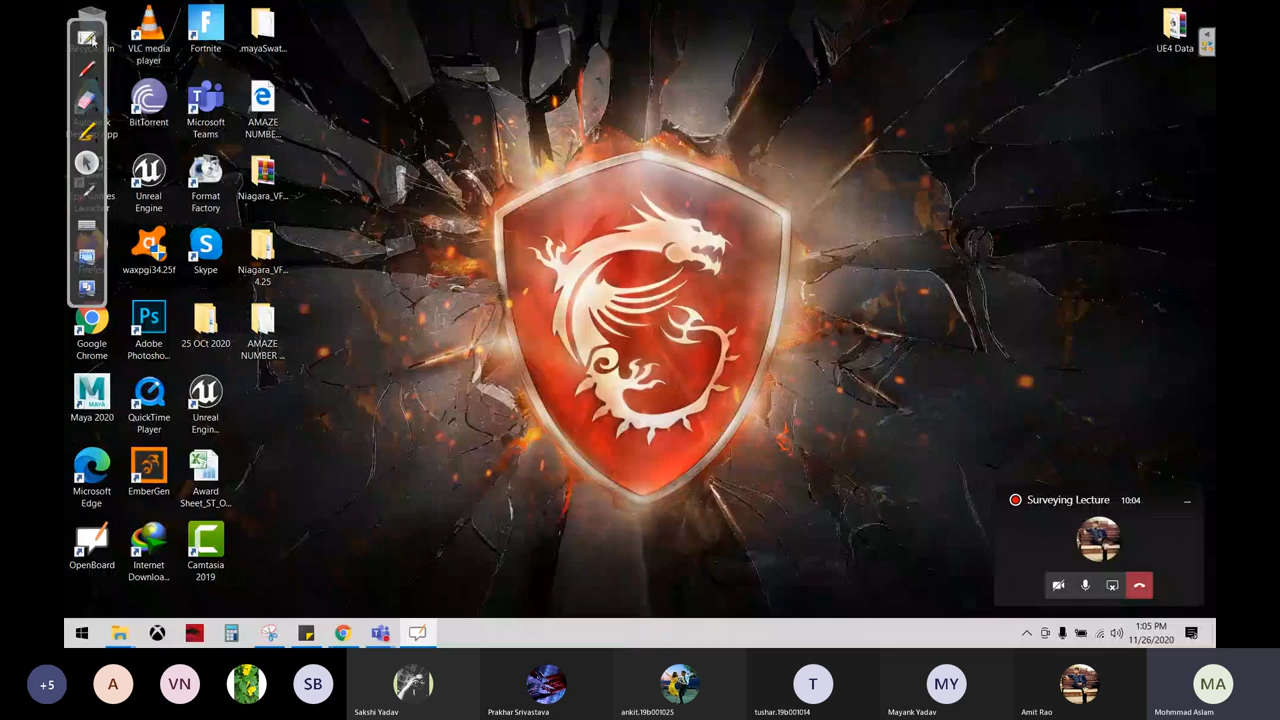 VLC media
player
Fortnite
.mayaSwat...
UE4 Data
BitTorrent
Microsoft
Teams
AMAZE
NUMBE...
Unreal
Engine
Format
Factory
Niagara_VF...
waxpgi34.25f
Skype
Niagara_VF...
4.25
Google
Chrome
Ps
Adobe
Photosho...
25 OCt 2020
AMAZE
NUMBER ...
MAYA
Maya 2020
QuickTime
Player
Unreal
Engin...
Microsoft
Edge
EmberGen
Award
Sheet_ST_O...
Surveying Lecture 10:04
OpenBoard
Internet
Downloa...
Camtasia
2019
1:05 PM
11/26/2020
+5
A
VN
SB
T
MY
MA
Sakshi Yadav
Prakhar Srivastava
ankit.19b001025
tushar.19b001014
Mayank Yadav
Amit Rao
Mohmmad Aslam